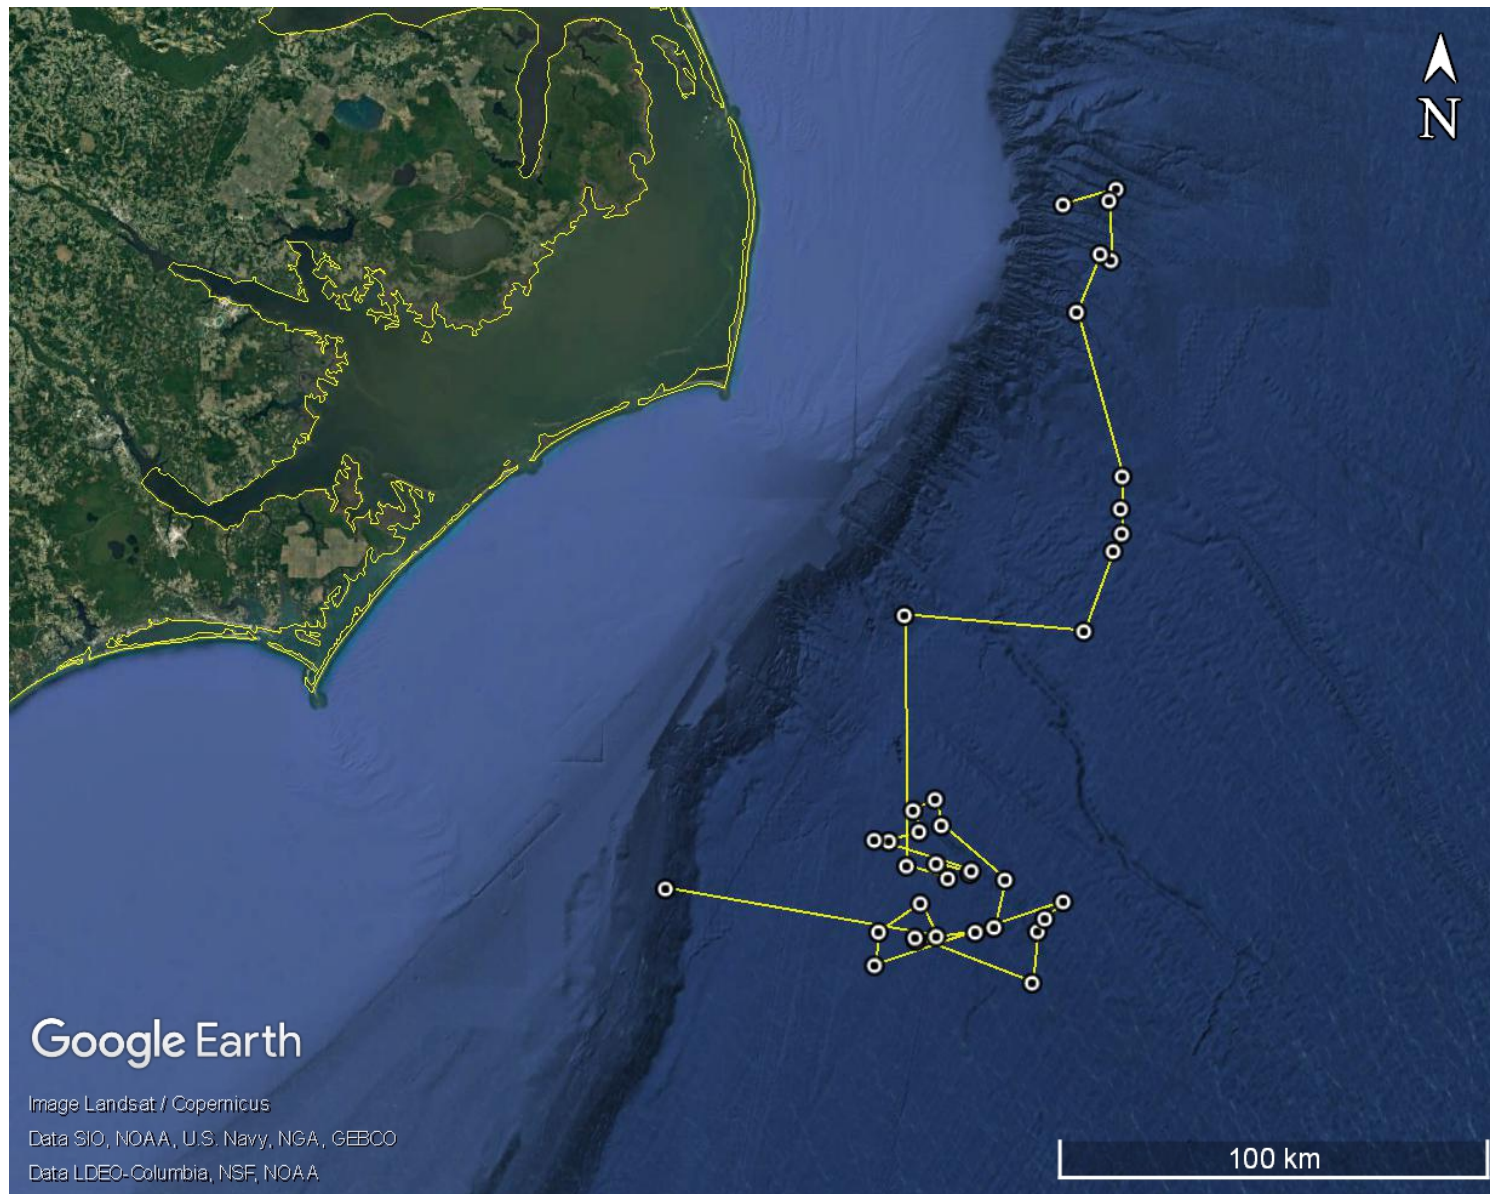 N
Google Earth
Image Landsat / Copernicus
Data SIO, NOAA, U.S. Navy, NGA, GEBCO
Data LDEO-Columbia, NSF, NOAA
100 km